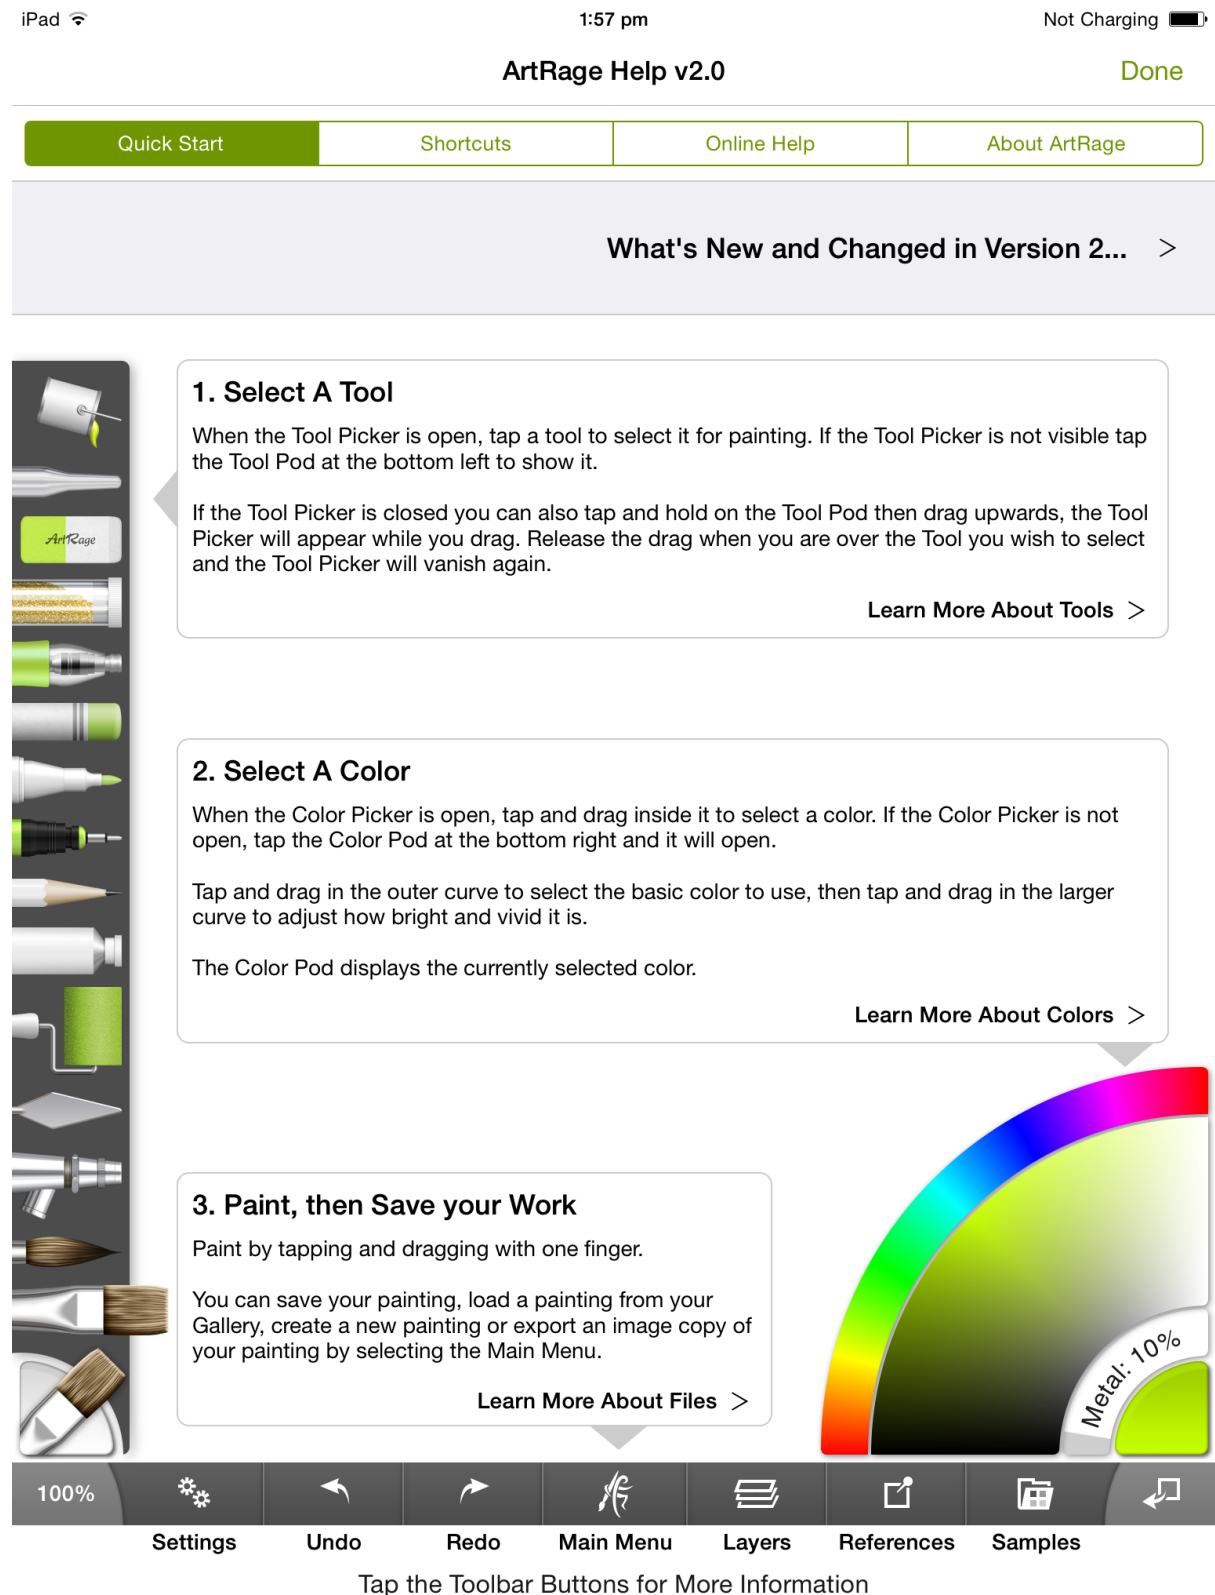 iPad 1:57 pm Not Charging
ArtRage Help v2.0 Done
Quick Start Shortcuts Online Help About ArtRage
What's New and Changed in Version 2... >
1. Select A Tool
When the Tool Picker is open, tap a tool to select it for painting. If the Tool Picker is not visible tap
the Tool Pod at the bottom left to show it.
If the Tool Picker is closed you can also tap and hold on the Tool Pod then drag upwards, the Tool
Picker will appear while you drag. Release the drag when you are over the Tool you wish to select
and the Tool Picker will vanish again.
Learn More About Tools >
ArtRage
2. Select A Color
When the Color Picker is open, tap and drag inside it to select a color. If the Color Picker is not
open, tap the Color Pod at the bottom right and it will open.
Tap and drag in the outer curve to select the basic color to use, then tap and drag in the larger
curve to adjust how bright and vivid it is.
The Color Pod displays the currently selected color.
Learn More About Colors >
3. Paint, then Save your Work
Paint by tapping and dragging with one finger.
You can save your painting, load a painting from your
Gallery, create a new painting or export an image copy of
your painting by selecting the Main Menu.
Learn More About Files >
Metal: 10%
100%
Settings Undo Redo Main Menu Layers References Samples
Tap the Toolbar Buttons for More Information